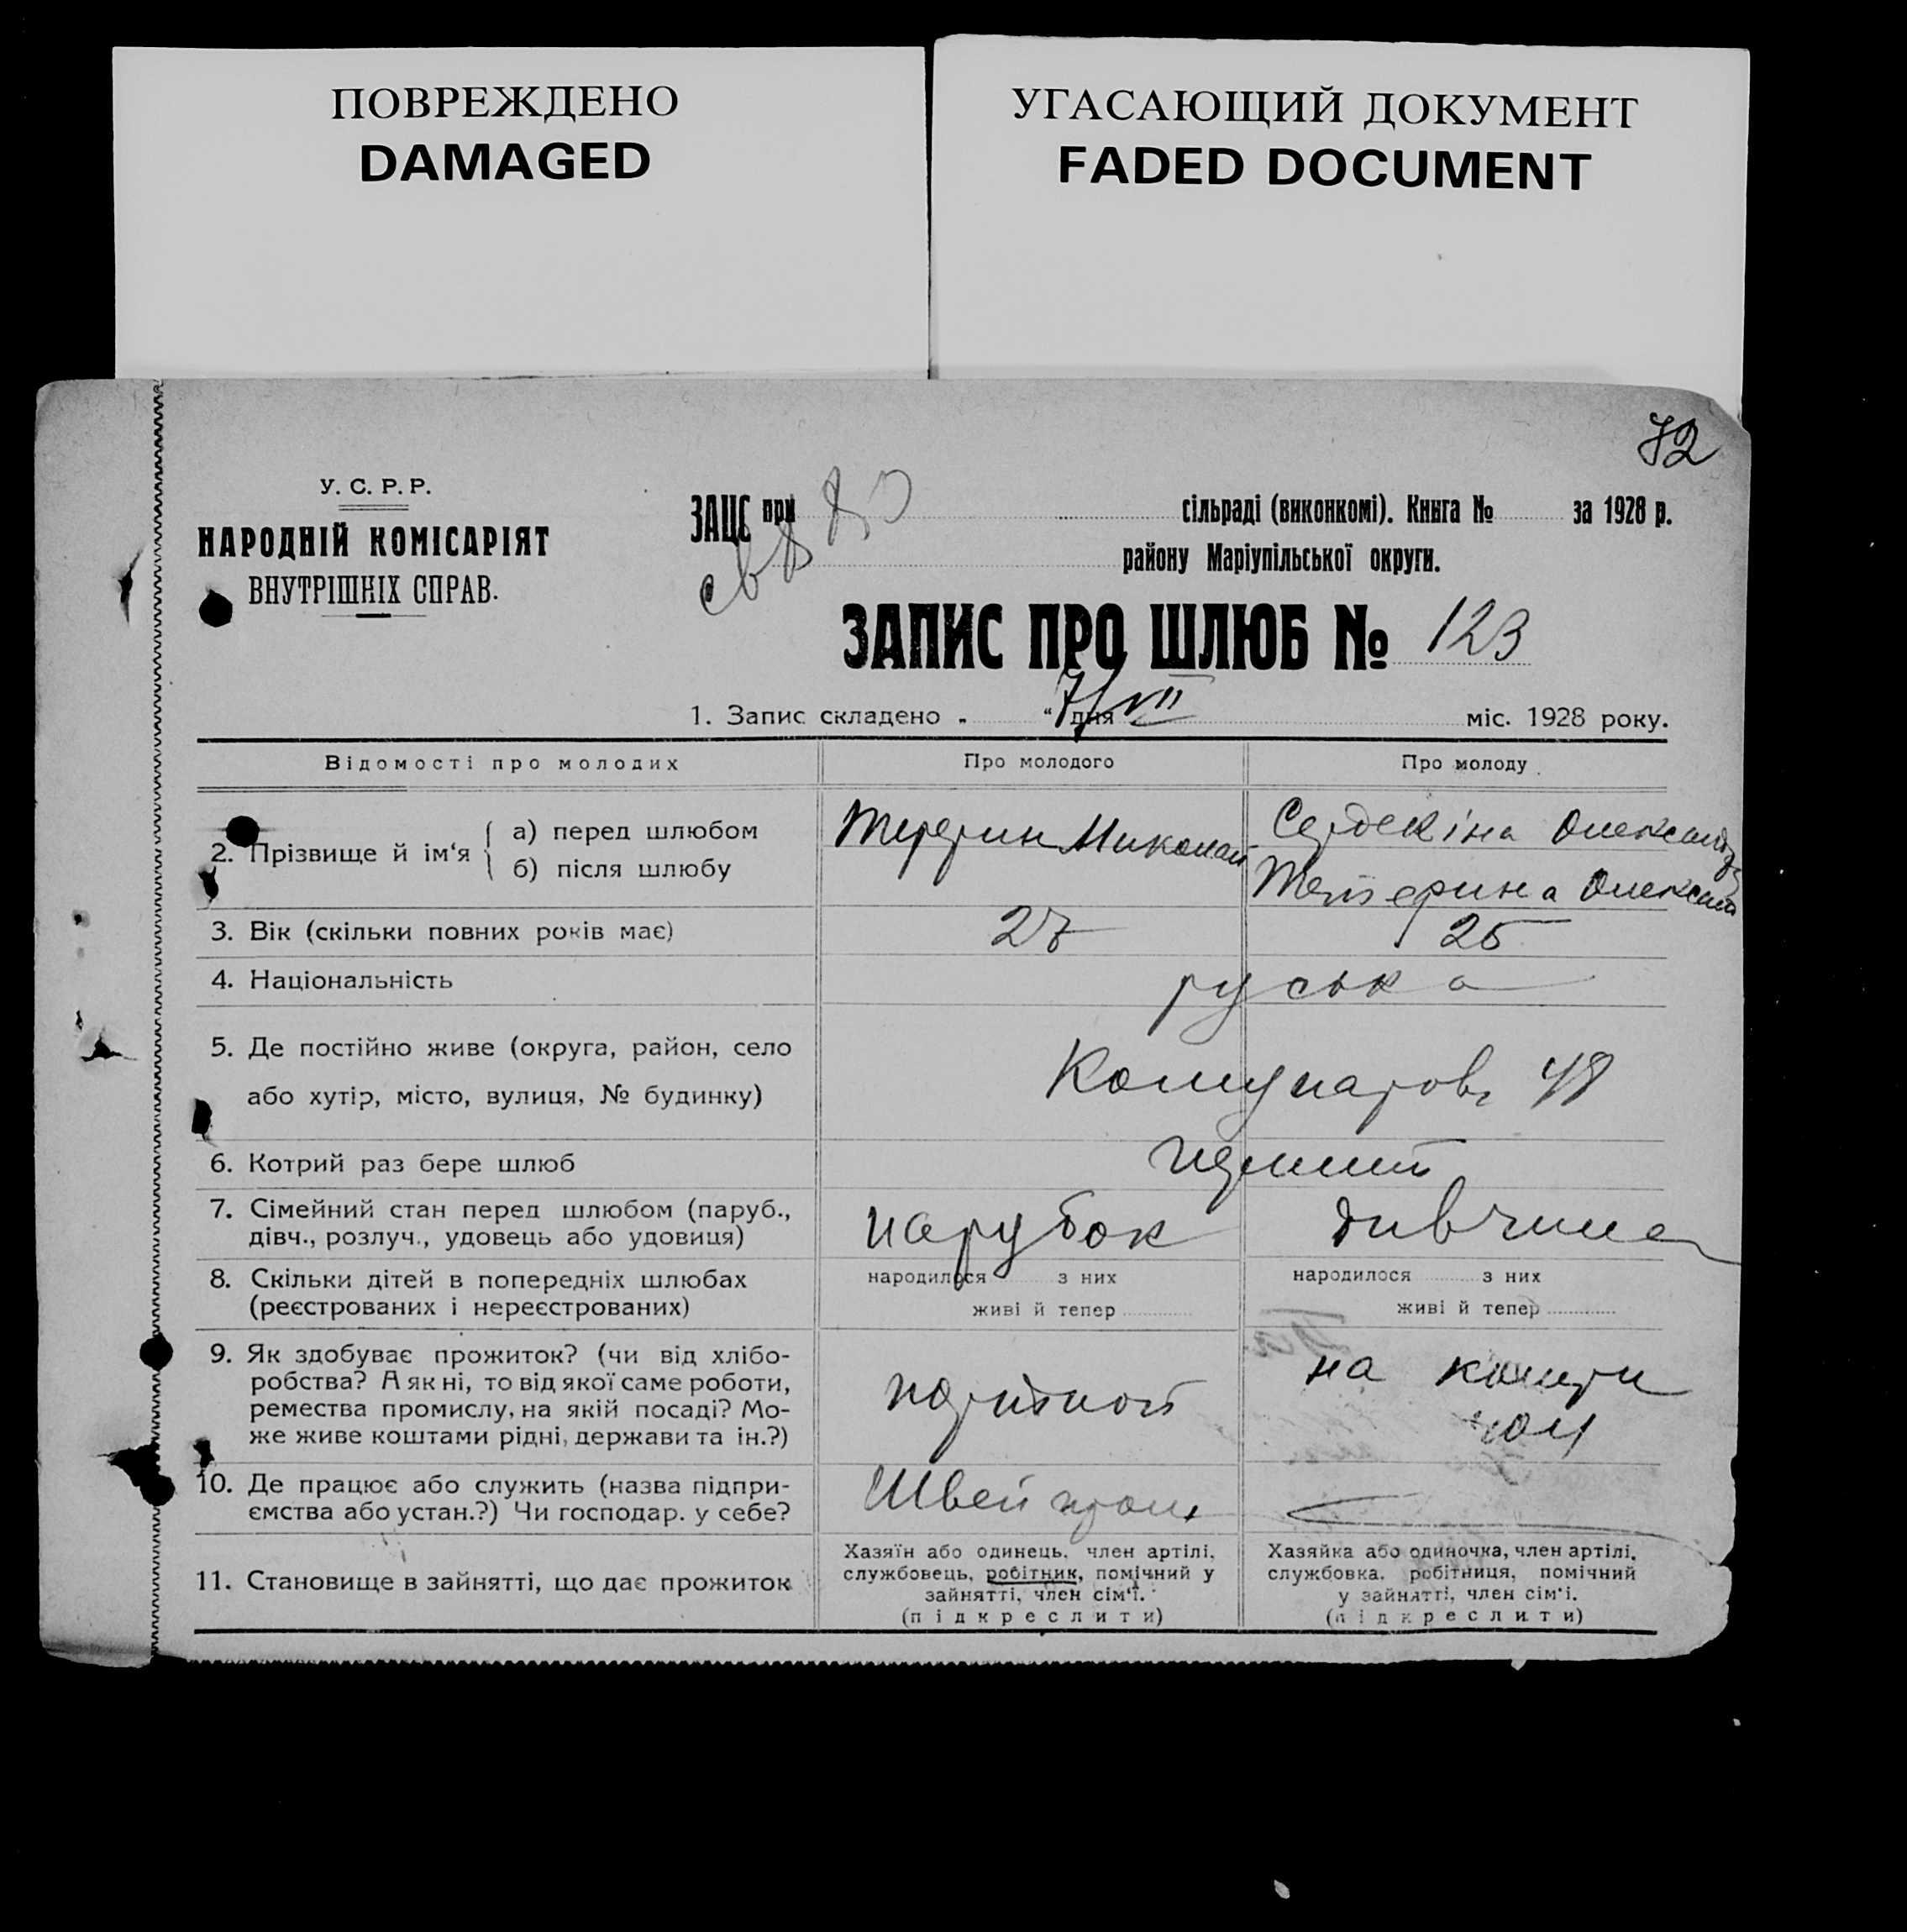 ПОВРЕЖДЕНО
DAMAGED
УГАСАЮЩИЙ ДОКУМЕНТ
FADED DOCUMENT
72
У. С. Р. Р.
НАРОДНІЙ КОМІСАРІЯТ
ВНУТРІШНІХ СПРАВ.
ЗАЦС при сільраді (виконкомі). Книга № за 1928 р.
району Маріупільської округи.
ЗАПИС ПРО ШЛЮБ № 123
1. Запис складено „ “ дня 7/VII міс. 1928 року.
Відомості про молодих Про молодого Про молоду
2. Прізвище й ім‘я а) перед шлюбом Миколай Сердекіна Олександра
б) після шлюбу
3. Вік (скільки повних років має) 27 25
4. Національність руська
5. Де постійно живе (округа, район, село
або хутір, місто, вулиця, № будинку) 48
6. Котрий раз бере шлюб
7. Сімейний стан перед шлюбом (паруб.,
дівч., розлуч., удовець або удовиця) парубок дивчина
8. Скільки дітей в попередніх шлюбах
(реєстрованих і нереєстрованих)
народилося з них
живі й тепер
народилося з них
живі й тепер
9. Як здобуває прожиток? (чи від хлібо-
робства? А як ні, то від якої саме роботи,
ремества промислу, на якій посаді? Мо-
же живе коштами рідні, держави та ін.?)
на
10. Де працює або служить (назва підпри-
ємства або устан.?) Чи господар. у себе?
Швей
11. Становище в зайнятті, що дає прожиток
Хазяїн або одинець, член артілі,
службовець, робітник, помічний у
зайнятті, член сім‘ї.
(підкреслити)
Хазяйка або одиночка, член артілі,
службовка, робітниця, помічний
у зайнятті, член сім‘ї.
(підкреслити)